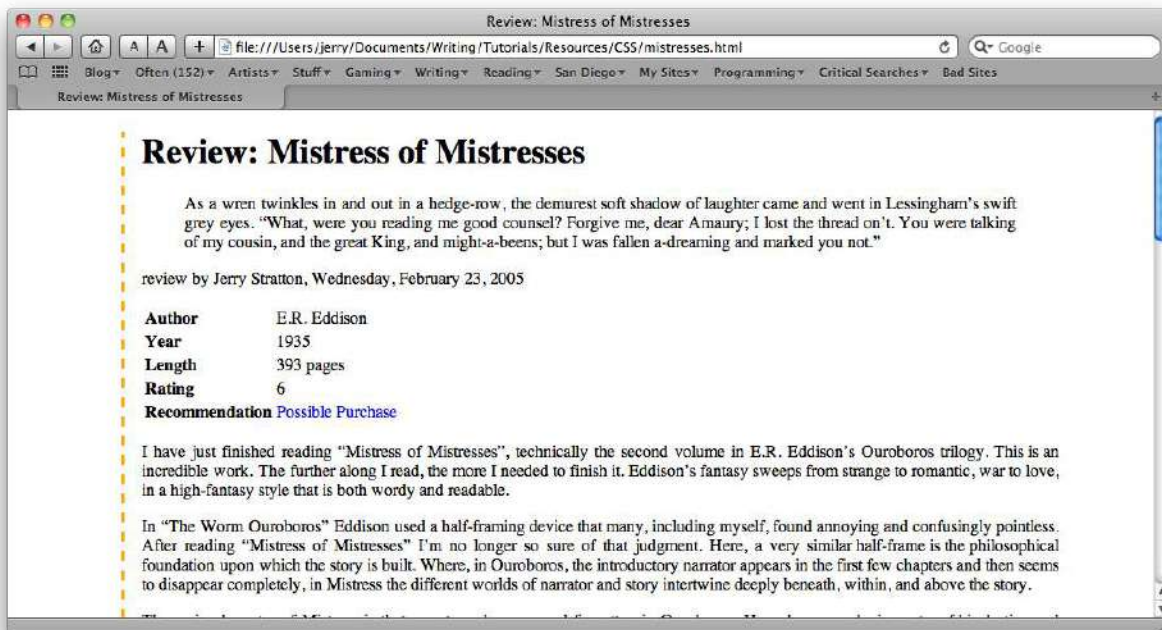 Review: Mistress of Mistresses
A A + file:///Users/jerry/Documents/Writing/Tutorials/Resources/CSS/mistresses.html Q Google
Blog Often (152) Artists Stuff Gaming Writing Reading San Diego My Sites Programming Critical Searches Bad Sites
Review: Mistress of Mistresses +
Review: Mistress of Mistresses
As a wren twinkles in and out in a hedge-row, the demurest soft shadow of laughter came and went in Lessingham’s swift
grey eyes. “What, were you reading me good counsel? Forgive me, dear Amaury; I lost the thread on’t. You were talking
of my cousin, and the great King, and might-a-beens; but I was fallen a-dreaming and marked you not.”
review by Jerry Stratton, Wednesday, February 23, 2005
Author E.R. Eddison
Year 1935
Length 393 pages
Rating 6
Recommendation Possible Purchase
I have just finished reading “Mistress of Mistresses”, technically the second volume in E.R. Eddison’s Ouroboros trilogy. This is an
incredible work. The further along I read, the more I needed to finish it. Eddison’s fantasy sweeps from strange to romantic, war to love,
in a high-fantasy style that is both wordy and readable.
In “The Worm Ouroboros” Eddison used a half-framing device that many, including myself, found annoying and confusingly pointless.
After reading “Mistress of Mistresses” I’m no longer so sure of that judgment. Here, a very similar half-frame is the philosophical
foundation upon which the story is built. Where, in Ouroboros, the introductory narrator appears in the first few chapters and then seems
to disappear completely, in Mistress the different worlds of narrator and story intertwine deeply beneath, within, and above the story.